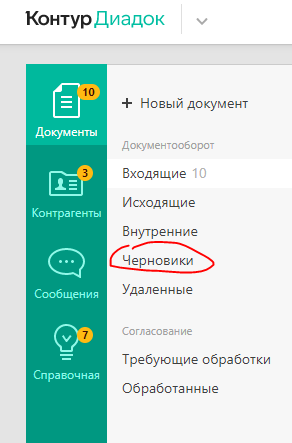 Контур Диадок
10
Документы
3
Контрагенты
Сообщения
7
Справочная
+ Новый документ
Документооборот
Входящие 10
Исходящие
Внутренние
Черновики
Удаленные
Согласование
Требующие обработки
Обработанные